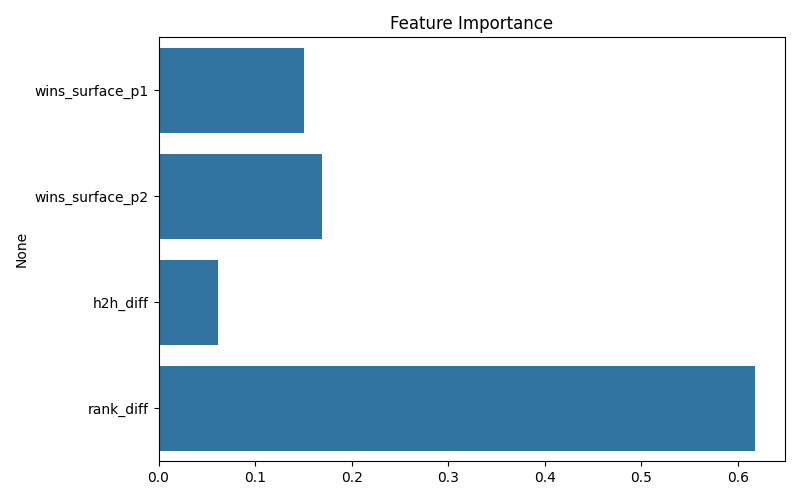 Feature Importance
wins_surface_p1
wins_surface_p2
h2h_diff
rank_diff
None
0.0 0.1 0.2 0.3 0.4 0.5 0.6